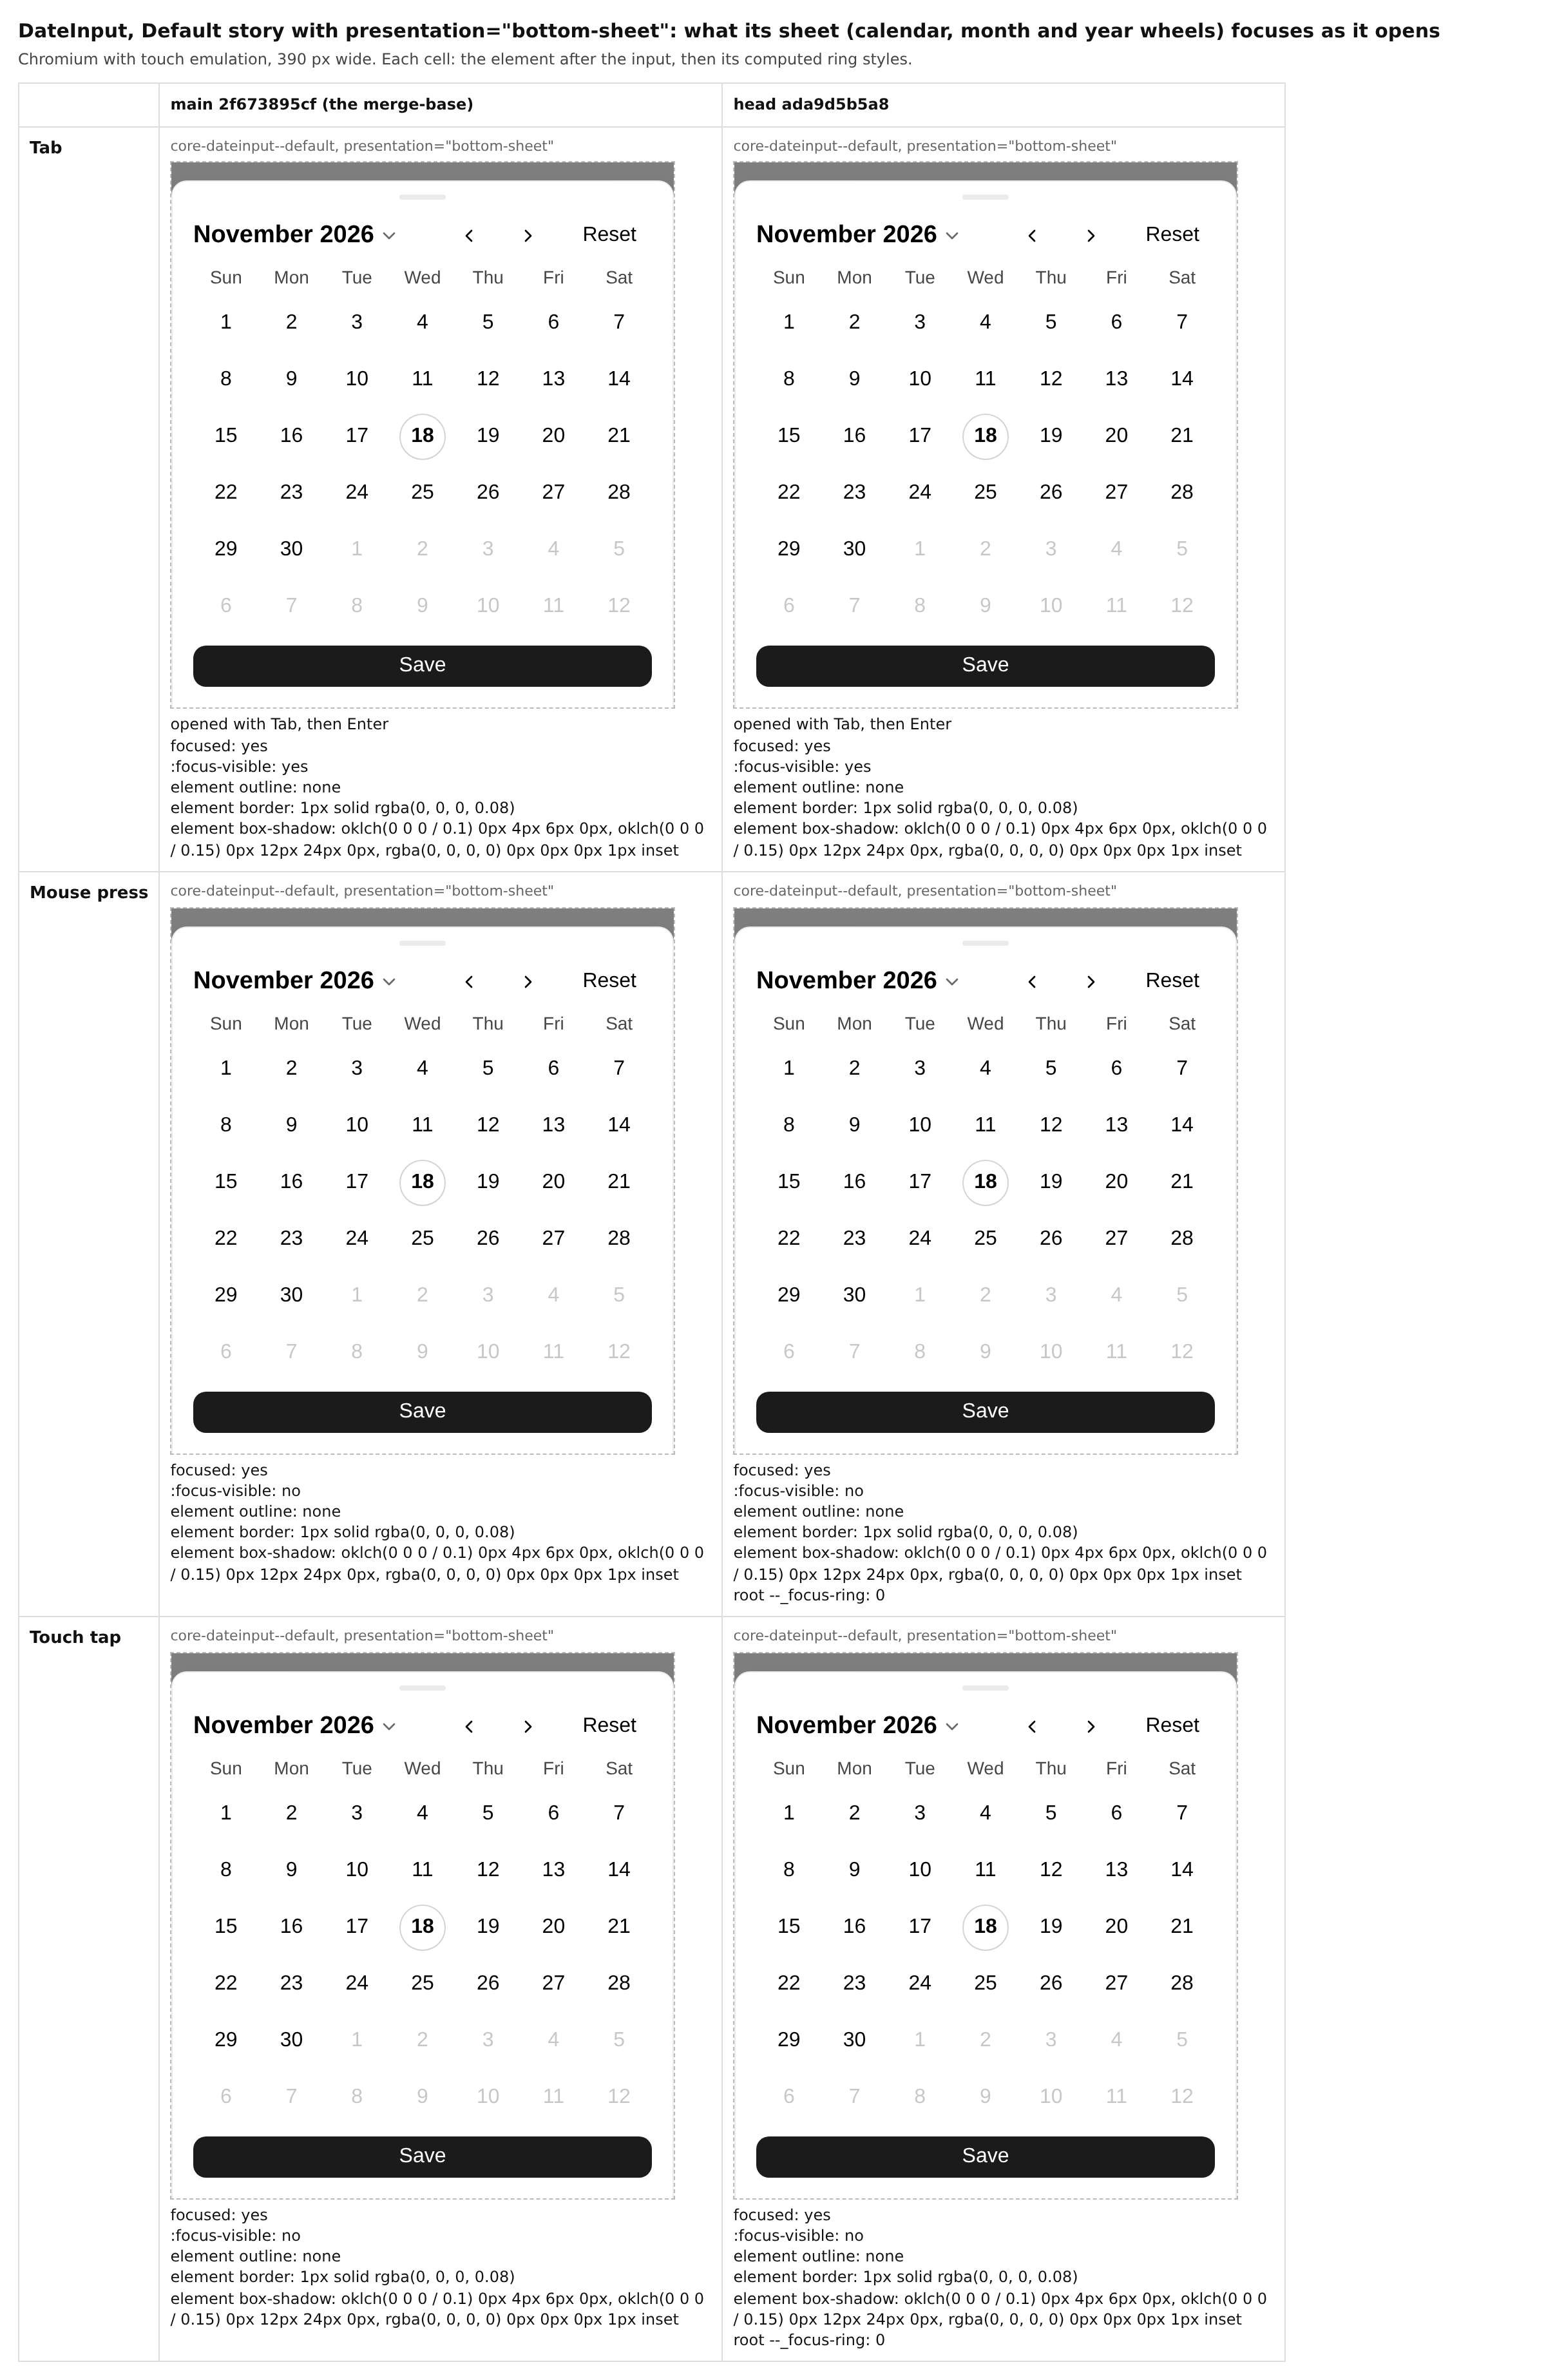 DateInput, Default story with presentation="bottom-sheet": what its sheet (calendar, month and year wheels) focuses as it opens
Chromium with touch emulation, 390 px wide. Each cell: the element after the input, then its computed ring styles.
main 2f673895cf (the merge-base)
head ada9d5b5a8
Tab
core-dateinput--default, presentation="bottom-sheet"
November 2026
Reset
Sun Mon Tue Wed Thu Fri Sat
1 2 3 4 5 6 7
8 9 10 11 12 13 14
15 16 17 18 19 20 21
22 23 24 25 26 27 28
29 30 1 2 3 4 5
6 7 8 9 10 11 12
Save
opened with Tab, then Enter
focused: yes
:focus-visible: yes
element outline: none
element border: 1px solid rgba(0, 0, 0, 0.08)
element box-shadow: oklch(0 0 0 / 0.1) 0px 4px 6px 0px, oklch(0 0 0
/ 0.15) 0px 12px 24px 0px, rgba(0, 0, 0, 0) 0px 0px 0px 1px inset
core-dateinput--default, presentation="bottom-sheet"
November 2026
Reset
Sun Mon Tue Wed Thu Fri Sat
1 2 3 4 5 6 7
8 9 10 11 12 13 14
15 16 17 18 19 20 21
22 23 24 25 26 27 28
29 30 1 2 3 4 5
6 7 8 9 10 11 12
Save
opened with Tab, then Enter
focused: yes
:focus-visible: yes
element outline: none
element border: 1px solid rgba(0, 0, 0, 0.08)
element box-shadow: oklch(0 0 0 / 0.1) 0px 4px 6px 0px, oklch(0 0 0
/ 0.15) 0px 12px 24px 0px, rgba(0, 0, 0, 0) 0px 0px 0px 1px inset
Mouse press
core-dateinput--default, presentation="bottom-sheet"
November 2026
Reset
Sun Mon Tue Wed Thu Fri Sat
1 2 3 4 5 6 7
8 9 10 11 12 13 14
15 16 17 18 19 20 21
22 23 24 25 26 27 28
29 30 1 2 3 4 5
6 7 8 9 10 11 12
Save
focused: yes
:focus-visible: no
element outline: none
element border: 1px solid rgba(0, 0, 0, 0.08)
element box-shadow: oklch(0 0 0 / 0.1) 0px 4px 6px 0px, oklch(0 0 0
/ 0.15) 0px 12px 24px 0px, rgba(0, 0, 0, 0) 0px 0px 0px 1px inset
core-dateinput--default, presentation="bottom-sheet"
November 2026
Reset
Sun Mon Tue Wed Thu Fri Sat
1 2 3 4 5 6 7
8 9 10 11 12 13 14
15 16 17 18 19 20 21
22 23 24 25 26 27 28
29 30 1 2 3 4 5
6 7 8 9 10 11 12
Save
focused: yes
:focus-visible: no
element outline: none
element border: 1px solid rgba(0, 0, 0, 0.08)
element box-shadow: oklch(0 0 0 / 0.1) 0px 4px 6px 0px, oklch(0 0 0
/ 0.15) 0px 12px 24px 0px, rgba(0, 0, 0, 0) 0px 0px 0px 1px inset
root --_focus-ring: 0
Touch tap
core-dateinput--default, presentation="bottom-sheet"
November 2026
Reset
Sun Mon Tue Wed Thu Fri Sat
1 2 3 4 5 6 7
8 9 10 11 12 13 14
15 16 17 18 19 20 21
22 23 24 25 26 27 28
29 30 1 2 3 4 5
6 7 8 9 10 11 12
Save
focused: yes
:focus-visible: no
element outline: none
element border: 1px solid rgba(0, 0, 0, 0.08)
element box-shadow: oklch(0 0 0 / 0.1) 0px 4px 6px 0px, oklch(0 0 0
/ 0.15) 0px 12px 24px 0px, rgba(0, 0, 0, 0) 0px 0px 0px 1px inset
core-dateinput--default, presentation="bottom-sheet"
November 2026
Reset
Sun Mon Tue Wed Thu Fri Sat
1 2 3 4 5 6 7
8 9 10 11 12 13 14
15 16 17 18 19 20 21
22 23 24 25 26 27 28
29 30 1 2 3 4 5
6 7 8 9 10 11 12
Save
focused: yes
:focus-visible: no
element outline: none
element border: 1px solid rgba(0, 0, 0, 0.08)
element box-shadow: oklch(0 0 0 / 0.1) 0px 4px 6px 0px, oklch(0 0 0
/ 0.15) 0px 12px 24px 0px, rgba(0, 0, 0, 0) 0px 0px 0px 1px inset
root --_focus-ring: 0